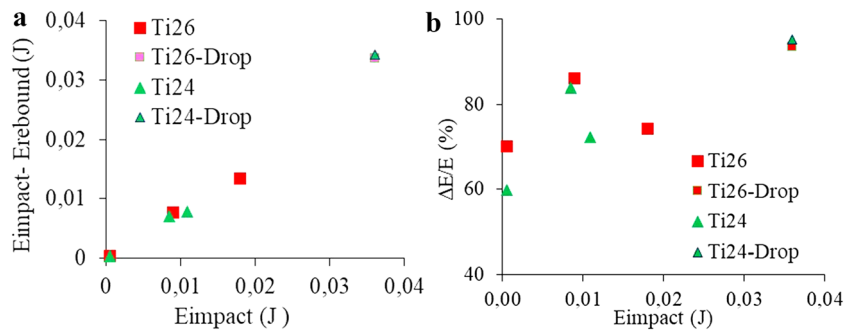 a
Eimpact- Erebound (J)
0,04
0,03
0,02
0,01
0
0
0,01
0,02
0,03
0,04
Eimpact (J )
Ti26
Ti26-Drop
Ti24
Ti24-Drop
b
ΔE/E (%)
100
80
60
40
0,00
0,01
0,02
0,03
0,04
Eimpact (J)
Ti26
Ti26-Drop
Ti24
Ti24-Drop